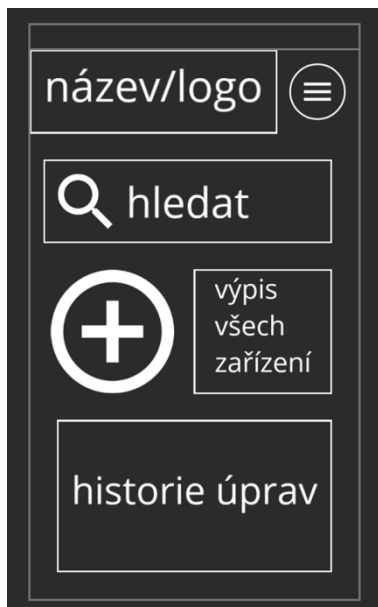 název/logo
hledat
výpis
všech
zařízení
historie úprav